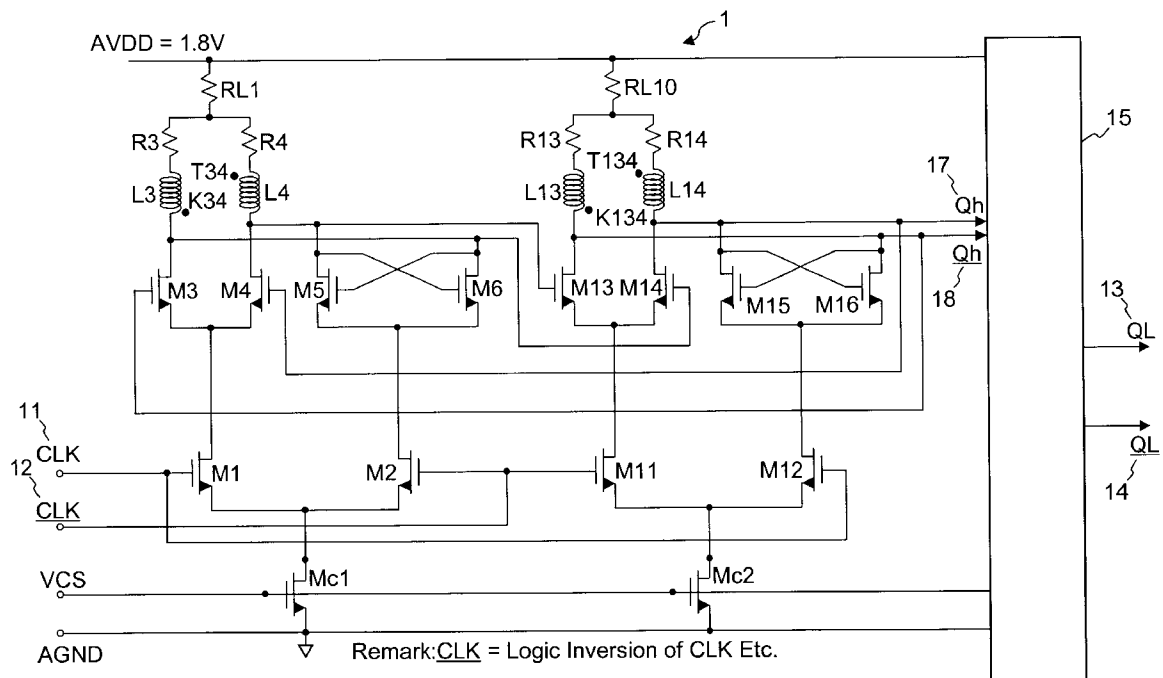 1
AVDD = 1.8V
RL1
RL10
R3
R4
R13
R14
15
T34
T134
L3
K34
L4
L13
K134
L14
17
Qh
M3
M4
M5
M6
M13
M14
M15
M16
Qh
18
13
QL
11
CLK
M1
M2
M11
M12
QL
14
12
CLK
VCS
Mc1
Mc2
AGND
Remark:CLK = Logic Inversion of CLK Etc.